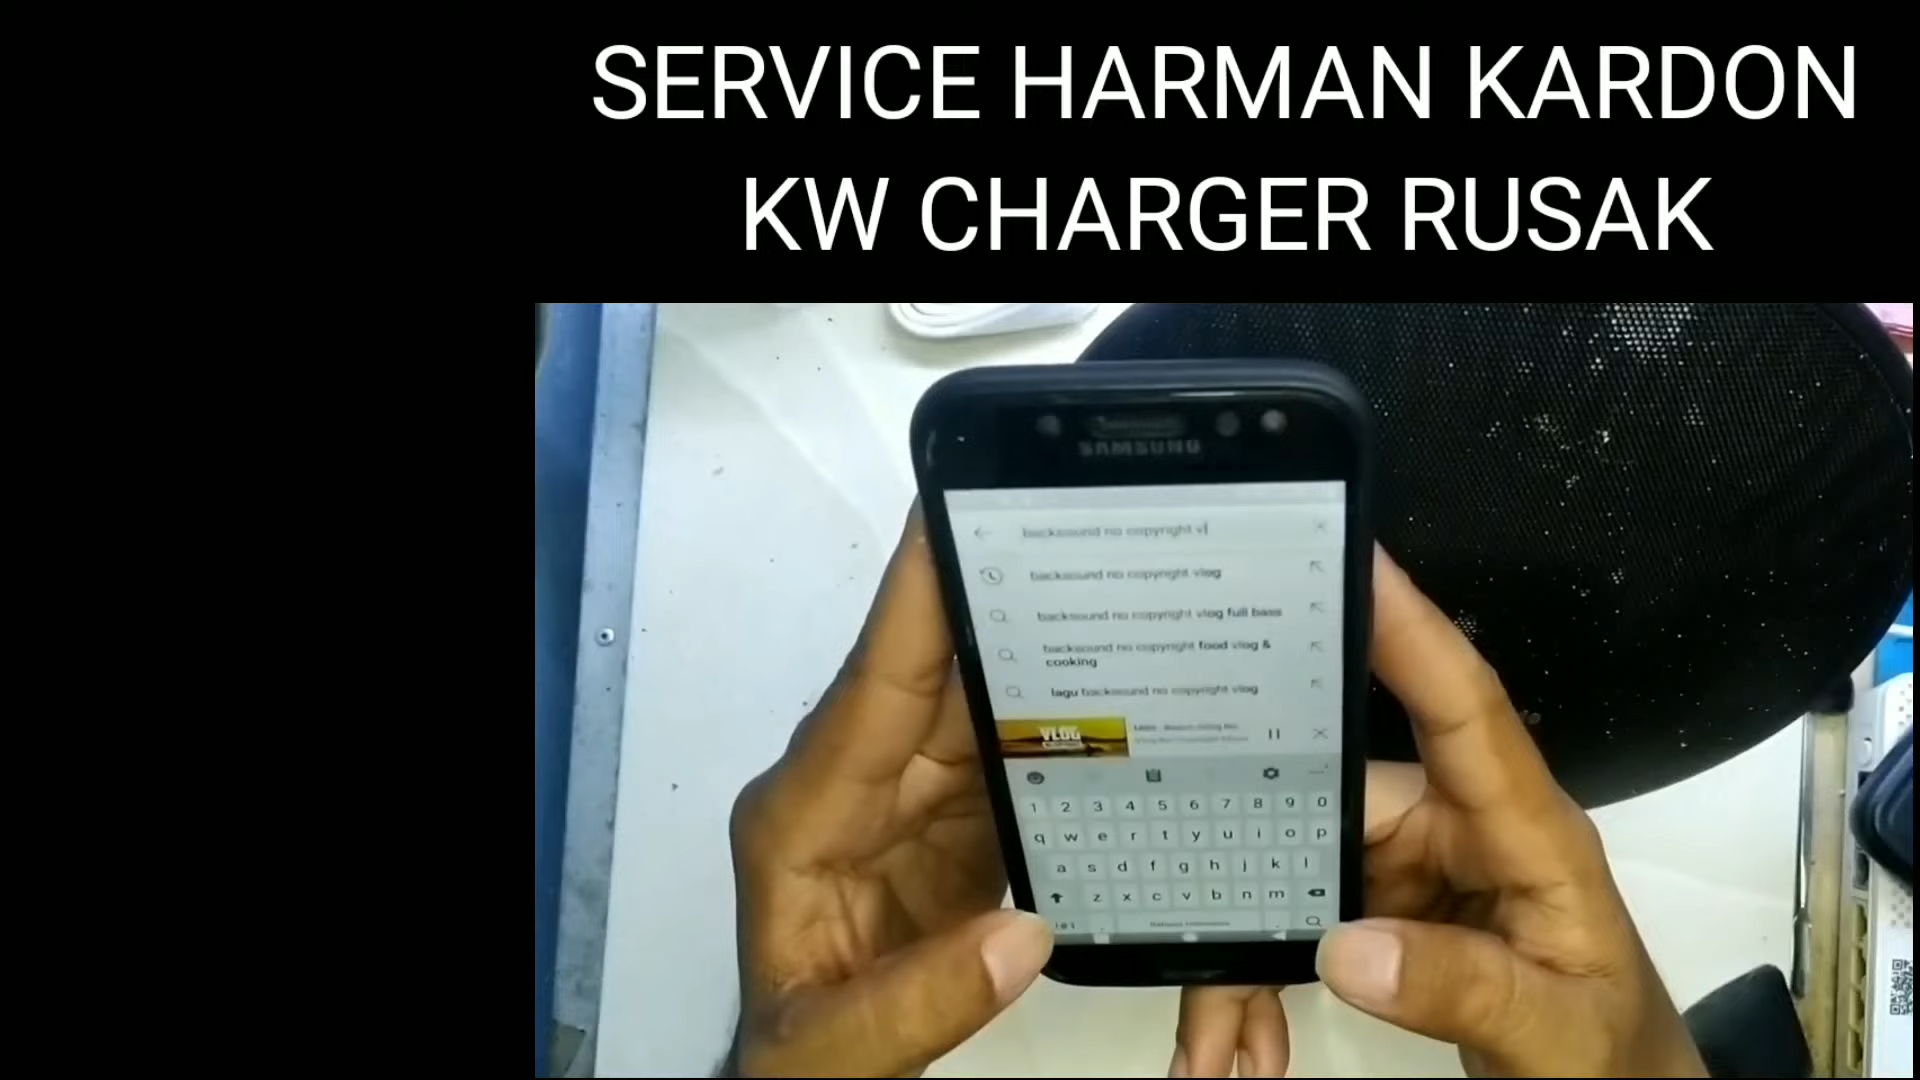 SERVICE HARMAN KARDON
KW CHARGER RUSAK
SAMSUNG
backsound no copyright v
backsound no copyright vlog
backsound no copyright vlog full bass
backsound no copyright food vlog &
cooking
lagu backsound no copyright vlog
VLOG
1 2 3 4 5 6 7 8 9 0
q w e r t y u i o p
a s d f g h j k l
z x c v b n m